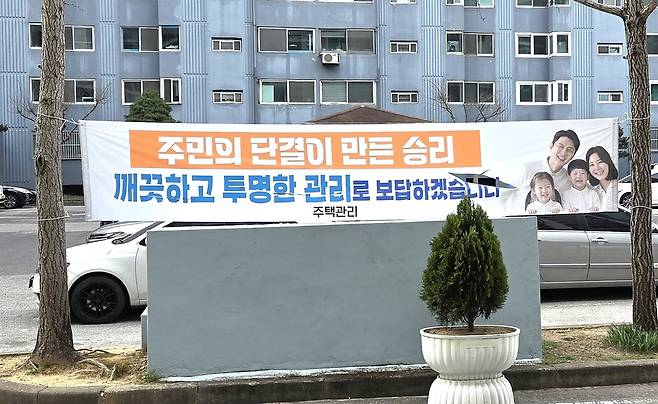 주민의 단결이 만든 승리
깨끗하고 투명한 관리로 보답하겠습니다
주택관리